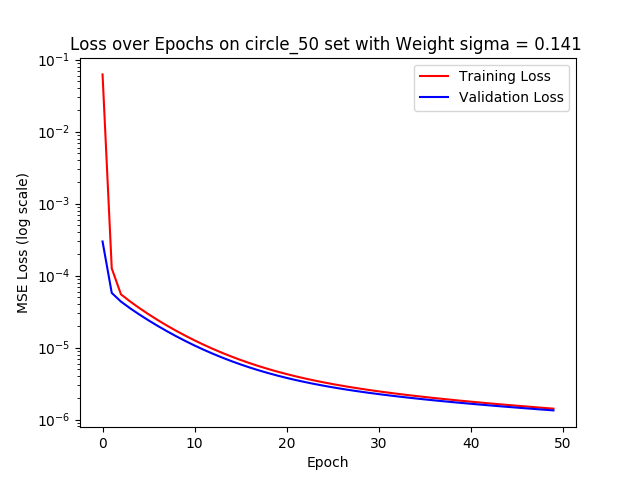 Loss over Epochs on circle_50 set with Weight sigma = 0.141
Training Loss
Validation Loss
MSE Loss (log scale)
10⁻¹
10⁻²
10⁻³
10⁻⁴
10⁻⁵
10⁻⁶
0 10 20 30 40 50
Epoch